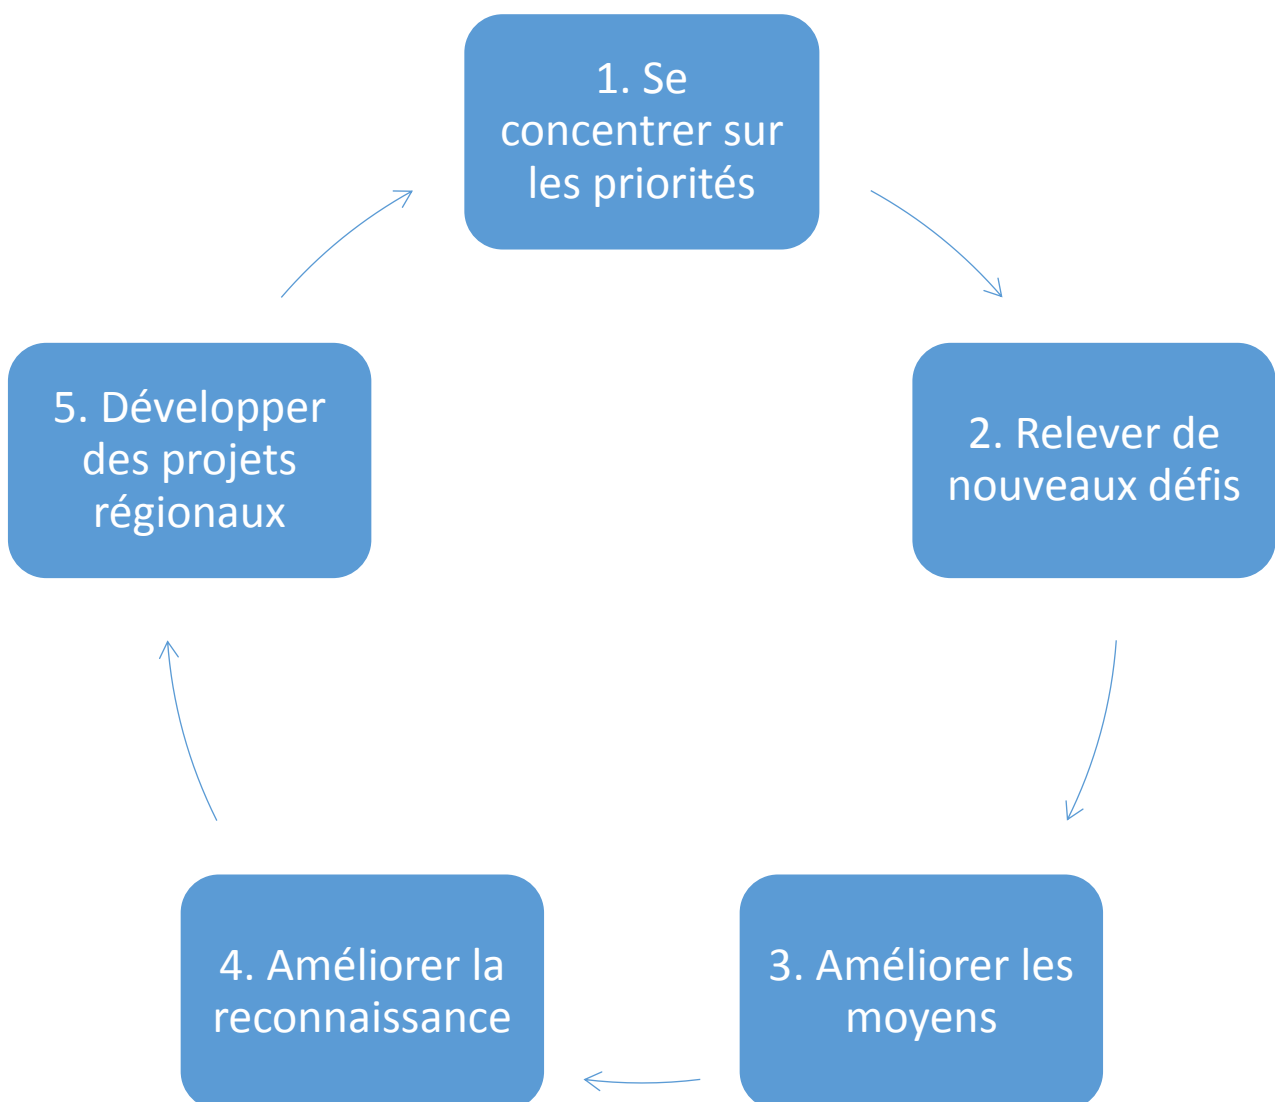 1. Se
concentrer sur
les priorités
2. Relever de
nouveaux défis
3. Améliorer les
moyens
4. Améliorer la
reconnaissance
5. Développer
des projets
régionaux